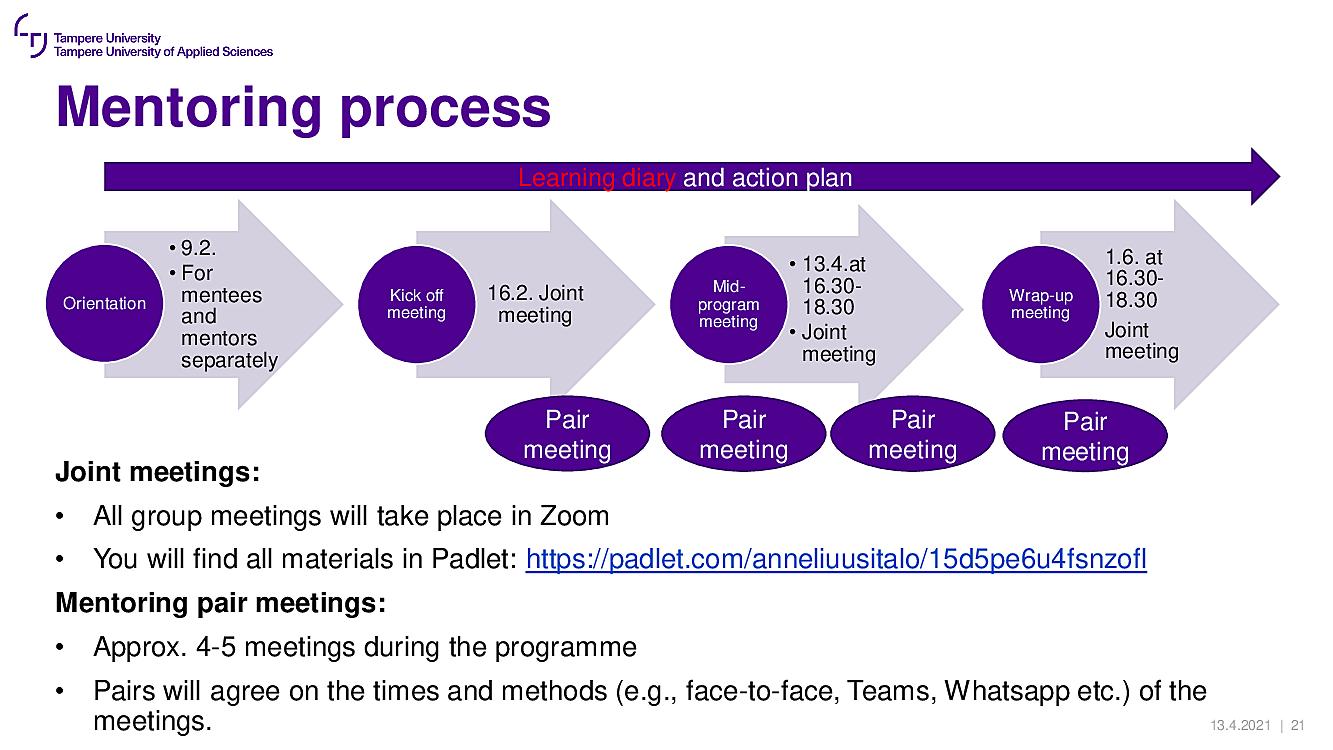 Tampere University
Tampere University of Applied Sciences
Mentoring process
Learning diary and action plan
Orientation
• 9.2.
• For
mentees
and
mentors
separately
Kick off
meeting
16.2. Joint
meeting
Mid-
program
meeting
• 13.4.at
16.30-
18.30
• Joint
meeting
Wrap-up
meeting
1.6. at
16.30-
18.30
Joint
meeting
Pair
meeting
Pair
meeting
Pair
meeting
Pair
meeting
Joint meetings:
• All group meetings will take place in Zoom
• You will find all materials in Padlet: https://padlet.com/anneliuusitalo/15d5pe6u4fsnzofl
Mentoring pair meetings:
• Approx. 4-5 meetings during the programme
• Pairs will agree on the times and methods (e.g., face-to-face, Teams, Whatsapp etc.) of the
meetings.
13.4.2021 | 21